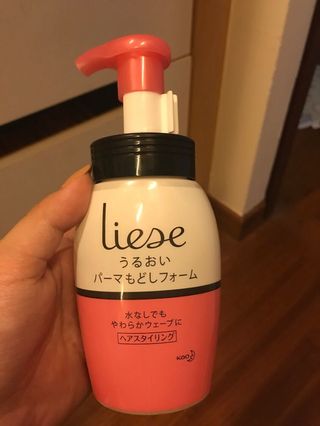 liese
うるおい
パーマもどしフォーム
水なしでも
やわらかウェーブに
ヘアスタイリング
Kao